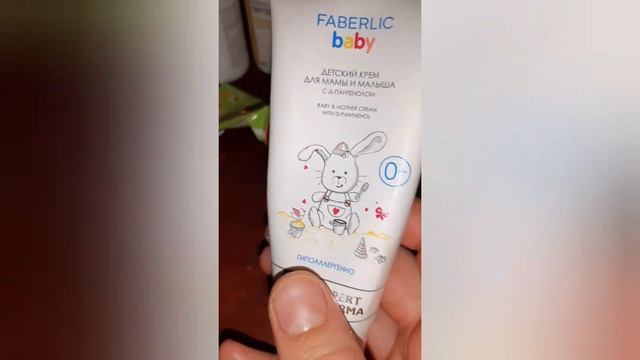 FABERLIC
baby
ДЕТСКИЙ КРЕМ
ДЛЯ МАМЫ И МАЛЫША
С Д-ПАНТЕНОЛОМ
BABY & MOTHER CREAM
WITH D-PANTHENOL
0+
ГИПОАЛЛЕРГЕННО